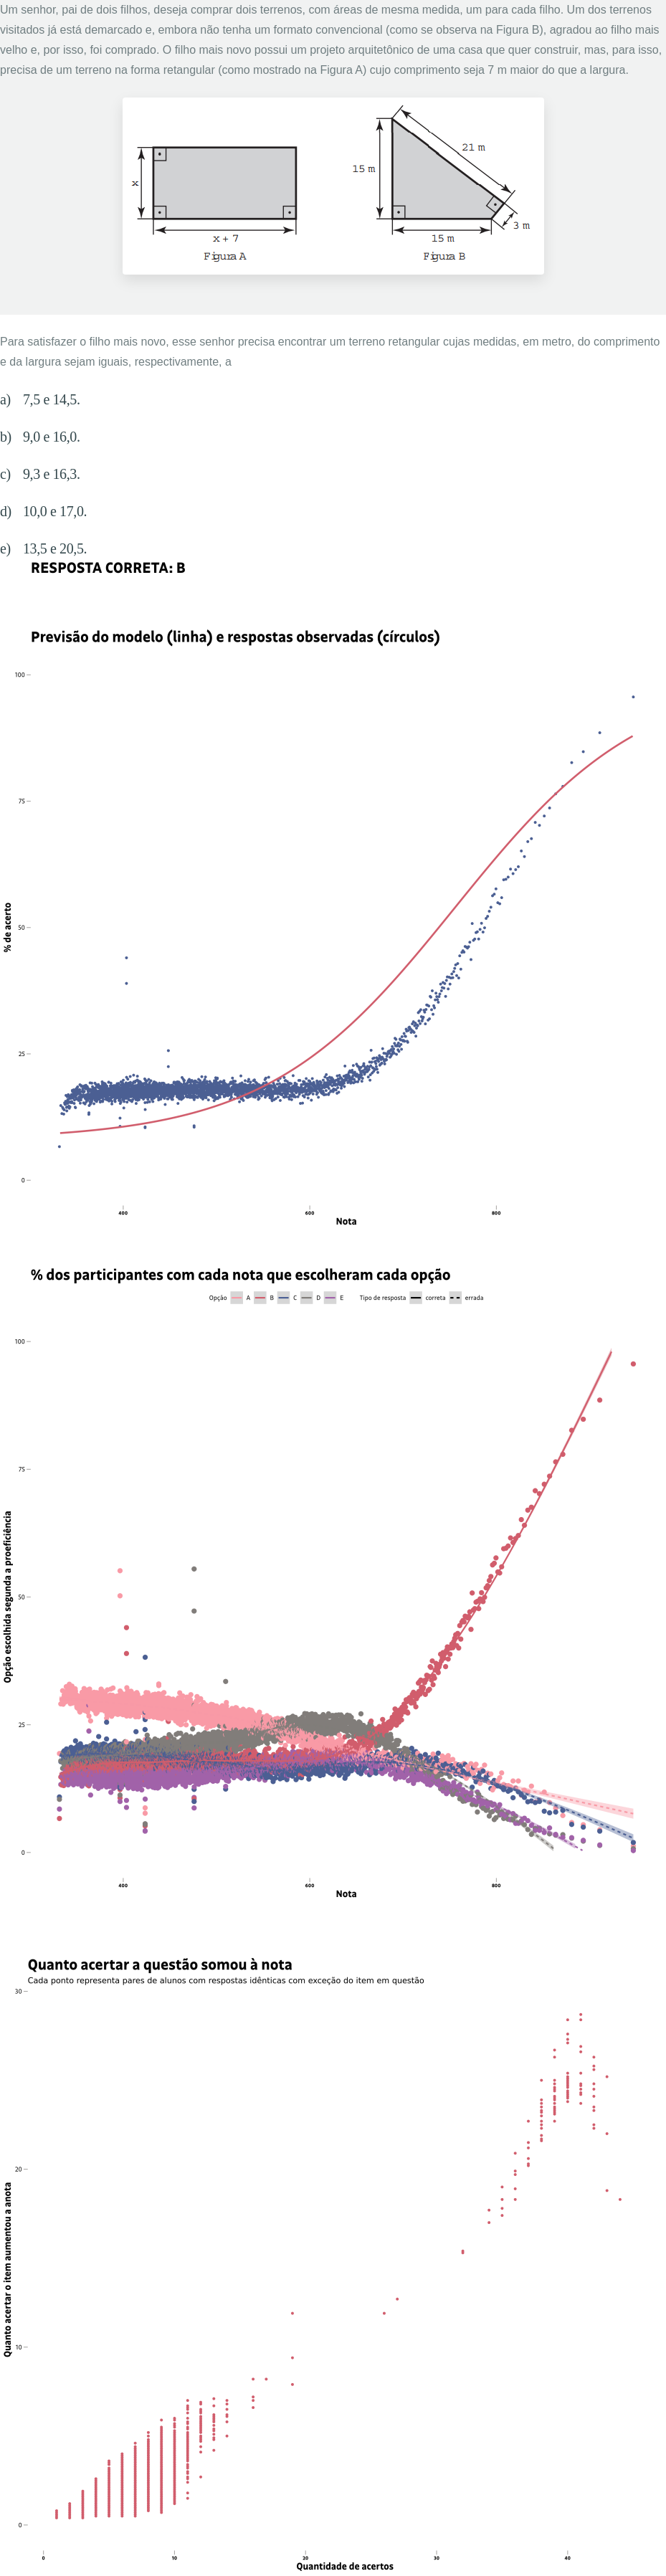 Um senhor, pai de dois filhos, deseja comprar dois terrenos, com áreas de mesma medida, um para cada filho. Um dos terrenos
visitados já está demarcado e, embora não tenha um formato convencional (como se observa na Figura B), agradou ao filho mais
velho e, por isso, foi comprado. O filho mais novo possui um projeto arquitetônico de uma casa que quer construir, mas, para isso,
precisa de um terreno na forma retangular (como mostrado na Figura A) cujo comprimento seja 7 m maior do que a largura.
x
x + 7
Figura A
15 m
21 m
3 m
15 m
Figura B
Para satisfazer o filho mais novo, esse senhor precisa encontrar um terreno retangular cujas medidas, em metro, do comprimento
e da largura sejam iguais, respectivamente, a
a) 7,5 e 14,5.
b) 9,0 e 16,0.
c) 9,3 e 16,3.
d) 10,0 e 17,0.
e) 13,5 e 20,5.
RESPOSTA CORRETA: B
Previsão do modelo (linha) e respostas observadas (círculos)
100
75
50
25
0
% de acerto
400 600 800
Nota
% dos participantes com cada nota que escolheram cada opção
Opção A B C D E Tipo de resposta correta errada
100
75
50
25
0
Opção escolhida segunda a proeficiência
400 600 800
Nota
Quanto acertar a questão somou à nota
Cada ponto representa pares de alunos com respostas idênticas com exceção do item em questão
30
20
10
0
Quanto acertar o item aumentou a anota
0 10 20 30 40
Quantidade de acertos